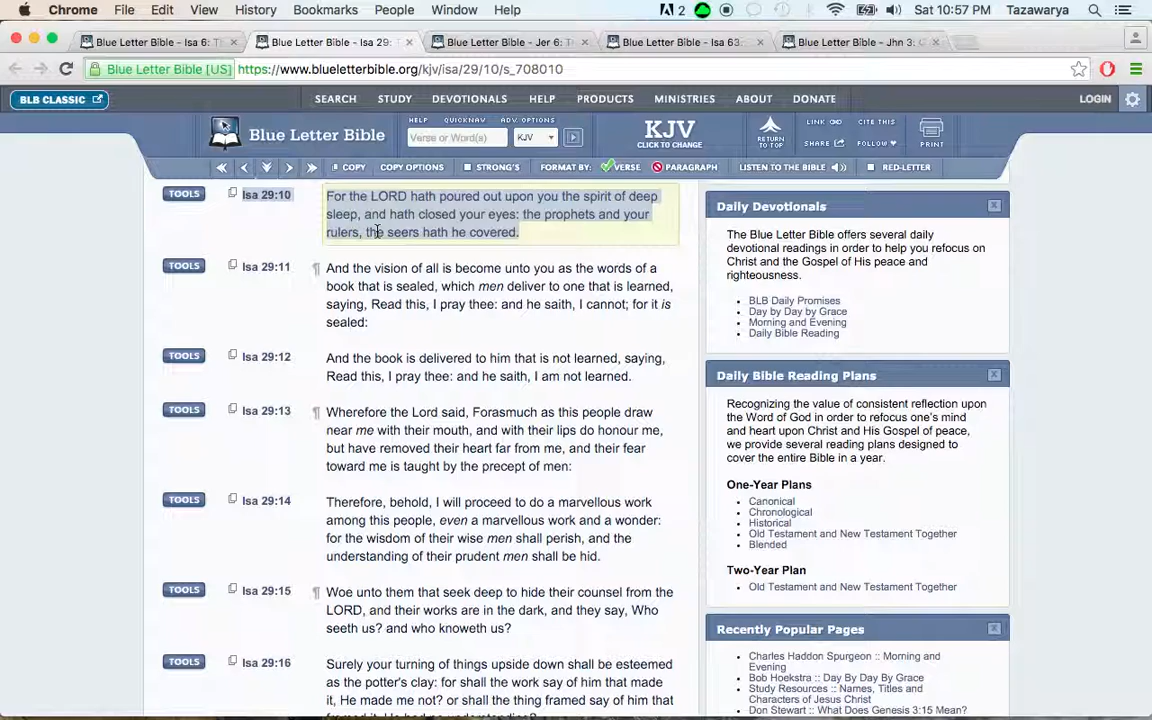 Chrome File Edit View History Bookmarks People Window Help 2 Sat 10:57 PM Tazawarya
Blue Letter Bible - Isa 6: T Blue Letter Bible - Isa 29: Blue Letter Bible - Jer 6: T Blue Letter Bible - Isa 63 Blue Letter Bible - Jhn 3: C
Blue Letter Bible [US] https://www.blueletterbible.org/kjv/isa/29/10/s_708010
BLB CLASSIC SEARCH STUDY DEVOTIONALS HELP PRODUCTS MINISTRIES ABOUT DONATE LOGIN
Blue Letter Bible
HELP QUICKNAV ADV. OPTIONS
Verse or Word(s) KJV
KJV
CLICK TO CHANGE
RETURN
TO TOP
LINK CITE THIS
SHARE FOLLOW
PRINT
COPY COPY OPTIONS STRONG'S FORMAT BY: VERSE PARAGRAPH LISTEN TO THE BIBLE RED-LETTER
TOOLS Isa 29:10 For the LORD hath poured out upon you the spirit of deep
sleep, and hath closed your eyes: the prophets and your
rulers, the seers hath he covered.
TOOLS Isa 29:11 ¶ And the vision of all is become unto you as the words of a
book that is sealed, which men deliver to one that is learned,
saying, Read this, I pray thee: and he saith, I cannot; for it is
sealed:
TOOLS Isa 29:12 And the book is delivered to him that is not learned, saying,
Read this, I pray thee: and he saith, I am not learned.
TOOLS Isa 29:13 ¶ Wherefore the Lord said, Forasmuch as this people draw
near me with their mouth, and with their lips do honour me,
but have removed their heart far from me, and their fear
toward me is taught by the precept of men:
TOOLS Isa 29:14 Therefore, behold, I will proceed to do a marvellous work
among this people, even a marvellous work and a wonder:
for the wisdom of their wise men shall perish, and the
understanding of their prudent men shall be hid.
TOOLS Isa 29:15 ¶ Woe unto them that seek deep to hide their counsel from the
LORD, and their works are in the dark, and they say, Who
seeth us? and who knoweth us?
TOOLS Isa 29:16 Surely your turning of things upside down shall be esteemed
as the potter's clay: for shall the work say of him that made
it, He made me not? or shall the thing framed say of him that
framed it, He had no understanding?
Daily Devotionals
The Blue Letter Bible offers several daily
devotional readings in order to help you refocus on
Christ and the Gospel of His peace and
righteousness.
BLB Daily Promises
Day by Day by Grace
Morning and Evening
Daily Bible Reading
Daily Bible Reading Plans
Recognizing the value of consistent reflection upon
the Word of God in order to refocus one's mind
and heart upon Christ and His Gospel of peace,
we provide several reading plans designed to
cover the entire Bible in a year.
One-Year Plans
Canonical
Chronological
Historical
Old Testament and New Testament Together
Blended
Two-Year Plan
Old Testament and New Testament Together
Recently Popular Pages
Charles Haddon Spurgeon :: Morning and
Evening
Bob Hoekstra :: Day By Day By Grace
Study Resources :: Names, Titles and
Characters of Jesus Christ
Don Stewart :: What Does Genesis 3:15 Mean?